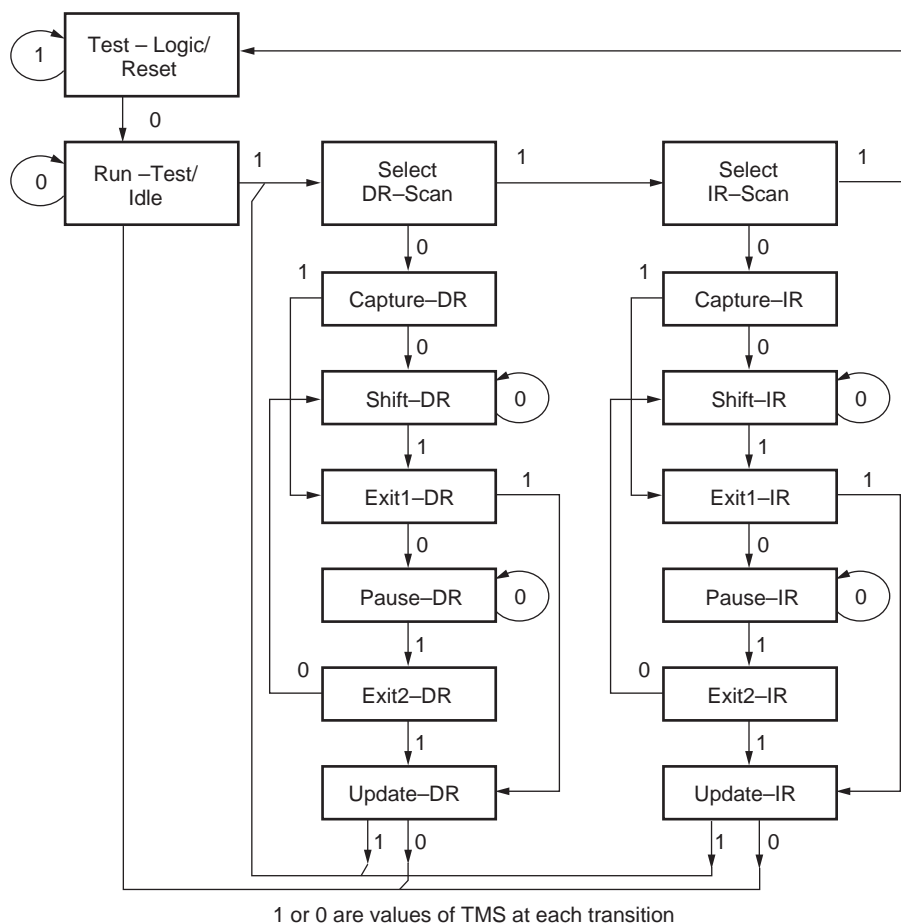 Test – Logic/
Reset
1
0
Run –Test/
Idle
0
1
Select
DR–Scan
1
Select
IR–Scan
1
0
0
1
Capture–DR
1
Capture–IR
0
0
Shift–DR
0
Shift–IR
0
1
1
Exit1–DR
1
Exit1–IR
1
0
0
Pause–DR
0
Pause–IR
0
1
1
0
Exit2–DR
0
Exit2–IR
1
1
Update–DR
Update–IR
1
0
1
0
1 or 0 are values of TMS at each transition